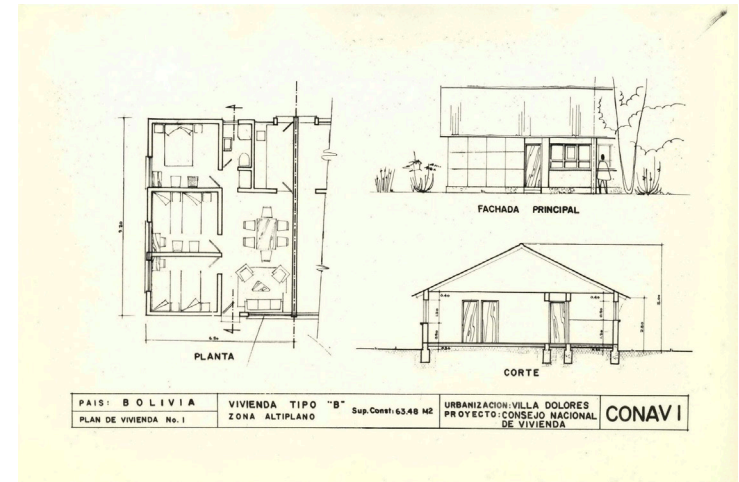 FACHADA PRINCIPAL
PLANTA
CORTE
PAIS: BOLIVIA
PLAN DE VIVIENDA No. 1
VIVIENDA TIPO "B"
ZONA ALTIPLANO
Sup. Const: 63.48 M2
URBANIZACION: VILLA DOLORES
PROYECTO: CONSEJO NACIONAL
DE VIVIENDA
CONAVI